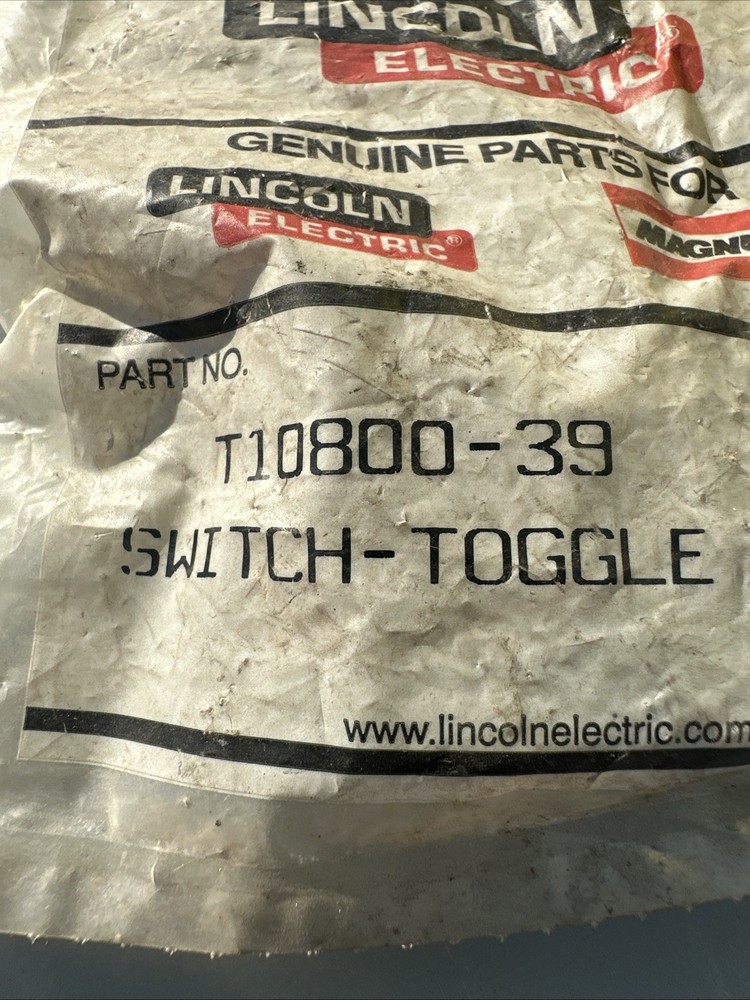 LINCOLN
ELECTRIC®
GENUINE PARTS FOR
LINCOLN
ELECTRIC®
PART NO.
T10800-39
SWITCH-TOGGLE
www.lincolnelectric.com